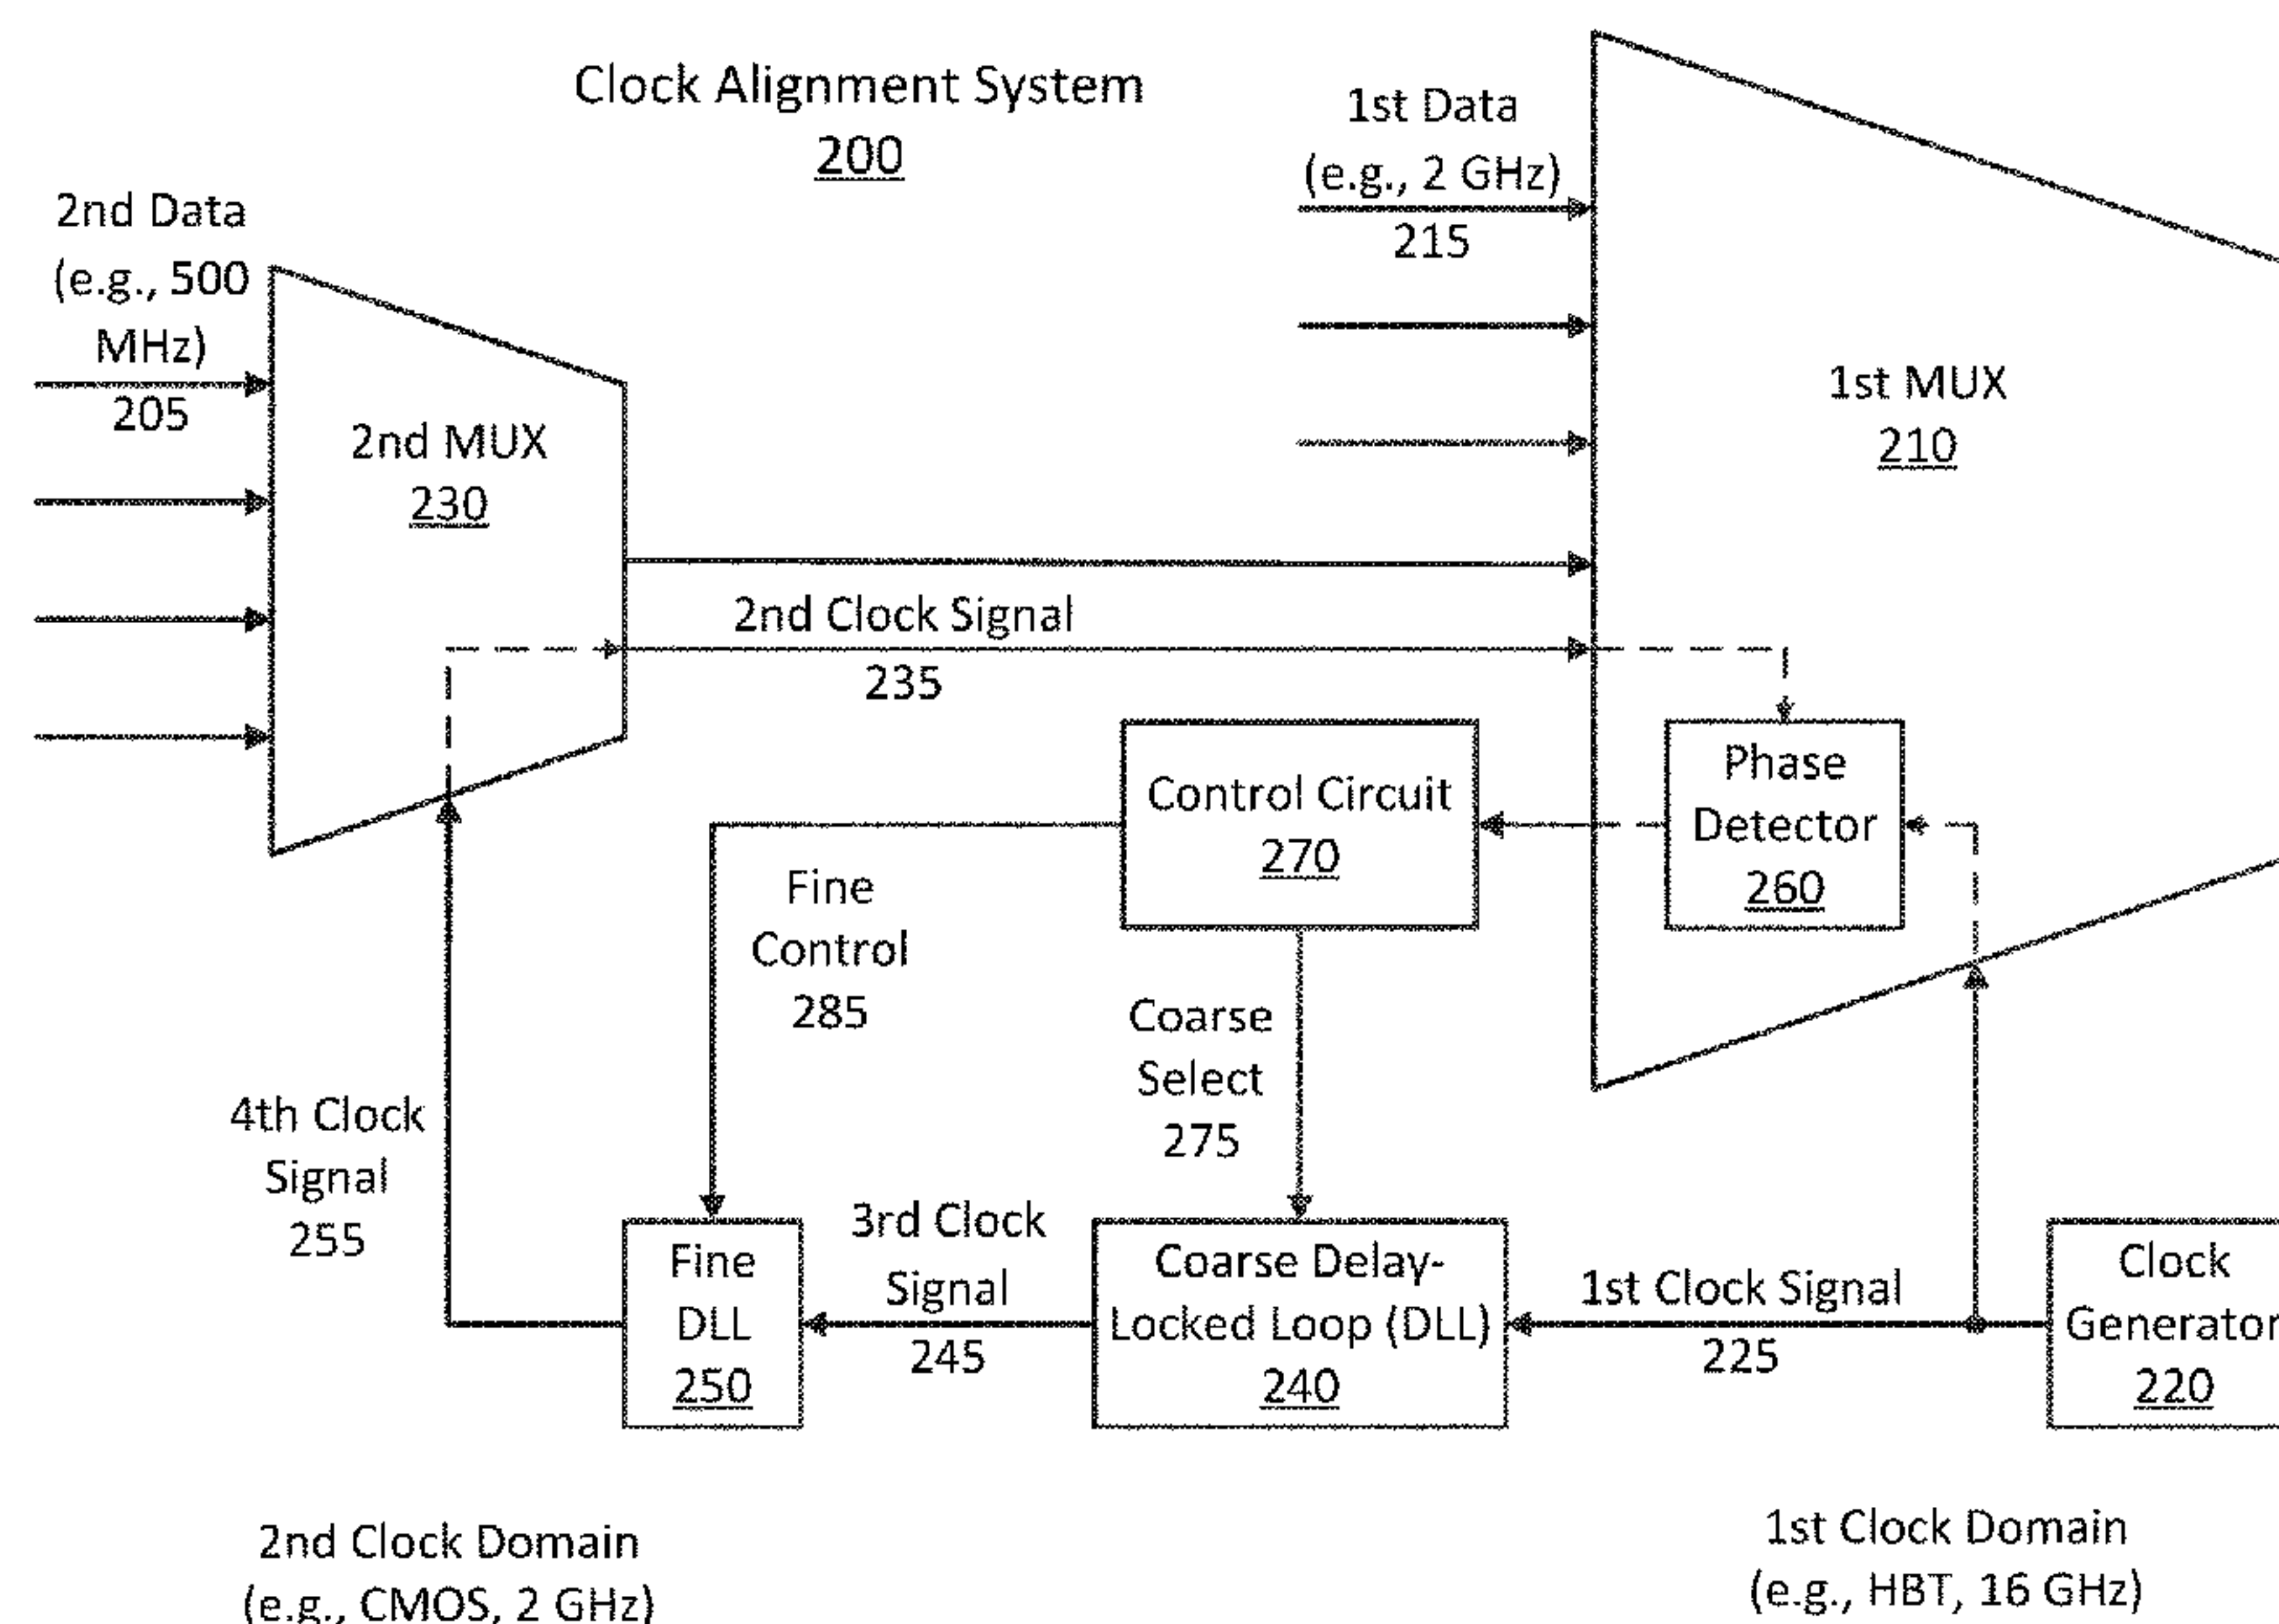 Clock Alignment System
200
2nd Data
(e.g., 500
MHz)
205
2nd MUX
230
1st Data
(e.g., 2 GHz)
215
1st MUX
210
2nd Clock Signal
235
Control Circuit
270
Phase
Detector
260
Fine
Control
285
Coarse
Select
275
4th Clock
Signal
255
Fine
DLL
250
3rd Clock
Signal
245
Coarse Delay-
Locked Loop (DLL)
240
1st Clock Signal
225
Clock
Generator
220
2nd Clock Domain
(e.g., CMOS, 2 GHz)
1st Clock Domain
(e.g., HBT, 16 GHz)